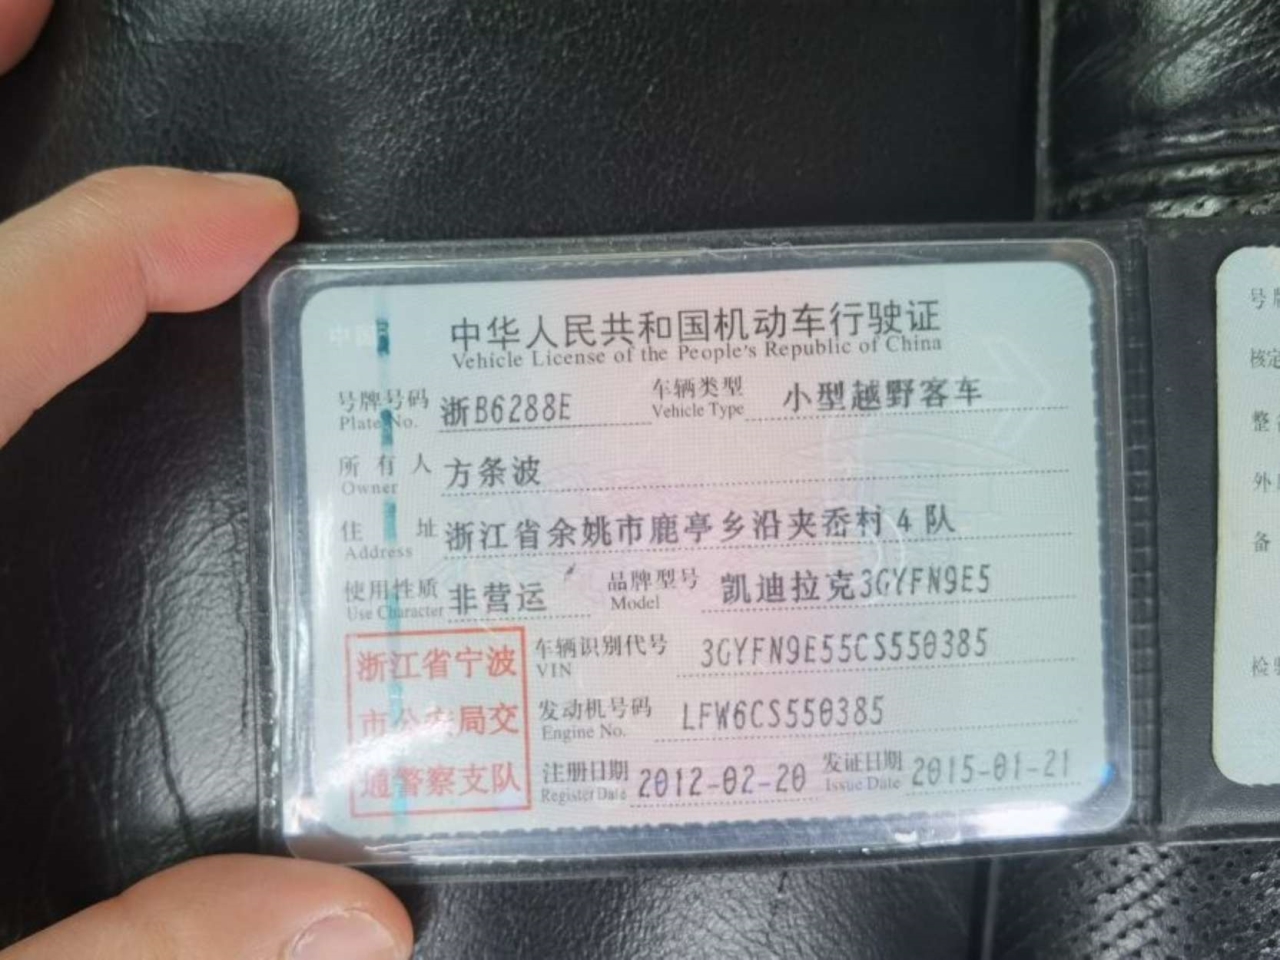 中华人民共和国机动车行驶证
Vehicle License of the People's Republic of China
号牌号码 浙B6288E 车辆类型 小型越野客车
Plate No. Vehicle Type
所有人 方条波
Owner
住址 浙江省余姚市鹿亭乡沿夹岙村4队
Address
使用性质 非营运 品牌型号 凯迪拉克3GYFN9E5
Use Character Model
浙江省宁波
市公安局交
通警察支队
车辆识别代号 3GYFN9E55CS550385
VIN
发动机号码 LFW6CS550385
Engine No.
注册日期 2012-02-20 发证日期 2015-01-21
Register Date Issue Date
号
核定
整
外
备
检